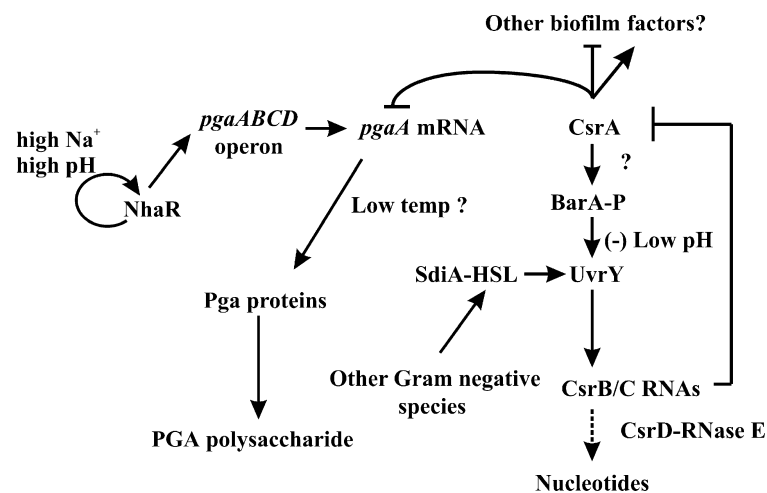 Other biofilm factors?
pgaABCD
operon
pgaA mRNA
CsrA
high Na⁺
high pH
NhaR
?
Low temp ?
BarA-P
(-) Low pH
SdiA-HSL
UvrY
Pga proteins
Other Gram negative
species
CsrB/C RNAs
PGA polysaccharide
CsrD-RNase E
Nucleotides